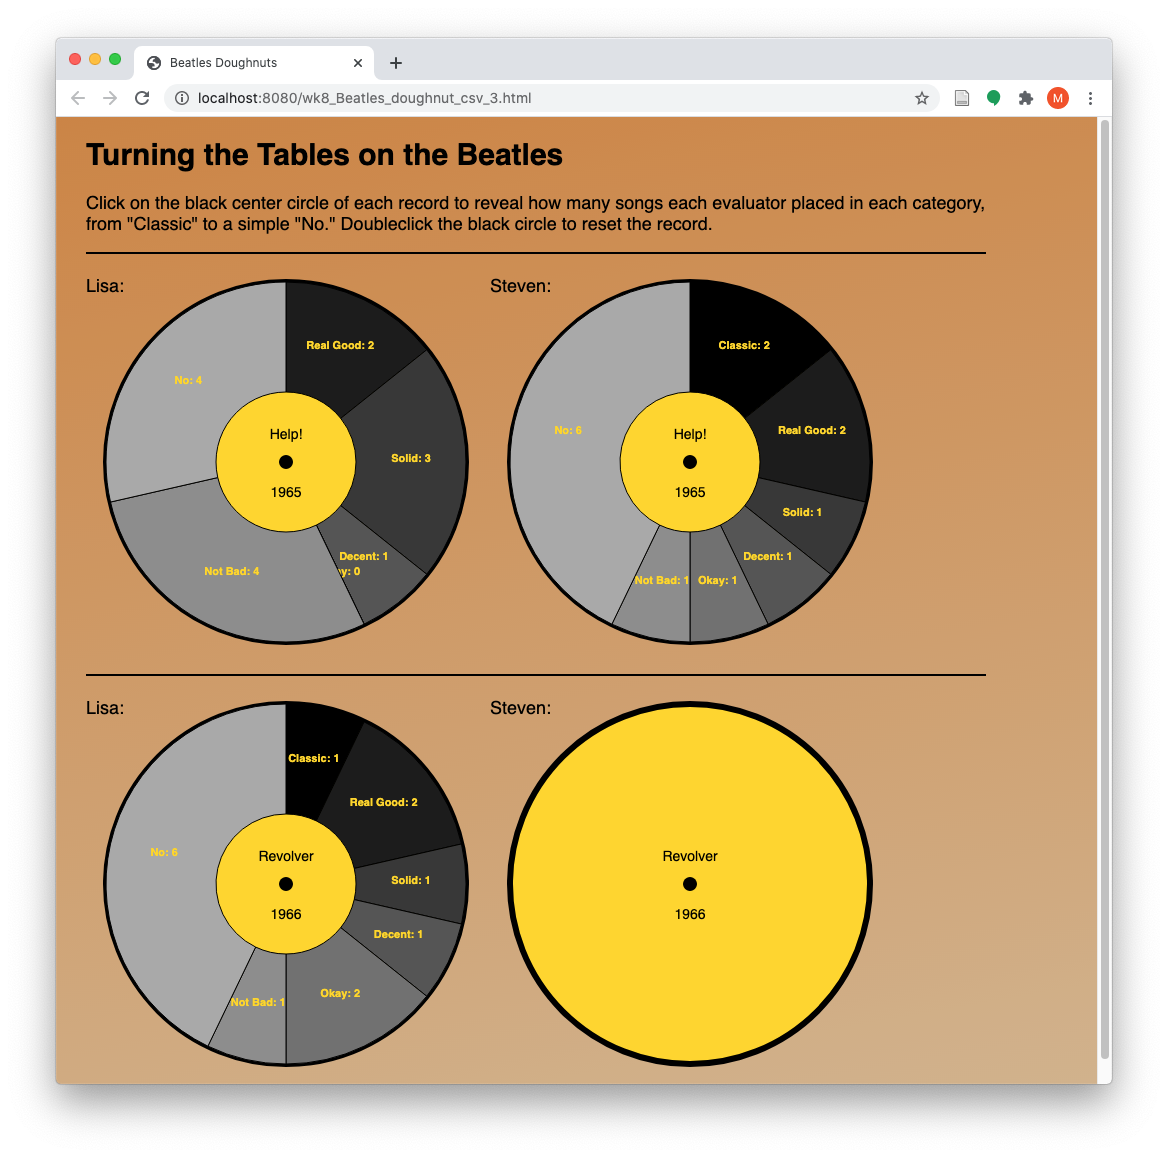 Beatles Doughnuts
localhost:8080/wk8_Beatles_doughnut_csv_3.html
M
Turning the Tables on the Beatles
Click on the black center circle of each record to reveal how many songs each evaluator placed in each category,
from "Classic" to a simple "No." Doubleclick the black circle to reset the record.
Lisa:
Real Good: 2
No: 4
Help!
Solid: 3
1965
Decent: 1
y: 0
Not Bad: 4
Steven:
Classic: 2
No: 6
Real Good: 2
Help!
1965
Solid: 1
Decent: 1
Not Bad: 1
Okay: 1
Lisa:
Classic: 1
Real Good: 2
No: 6
Revolver
Solid: 1
1966
Decent: 1
Okay: 2
Not Bad: 1
Steven:
Revolver
1966